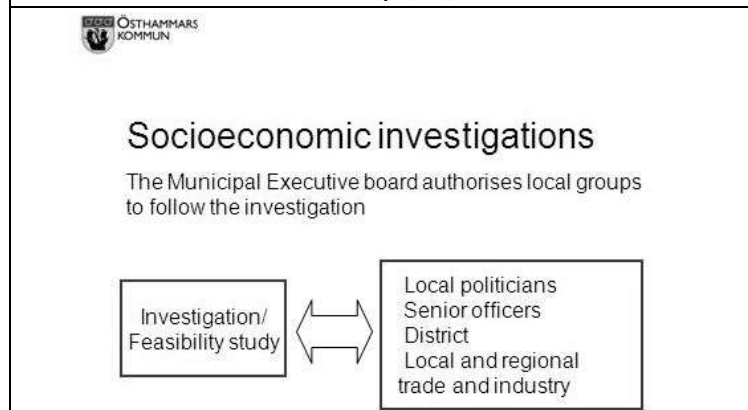 ÖSTHAMMARS
KOMMUN
Socioeconomic investigations
The Municipal Executive board authorises local groups
to follow the investigation
Investigation/
Feasibility study
Local politicians
Senior officers
District
Local and regional
trade and industry